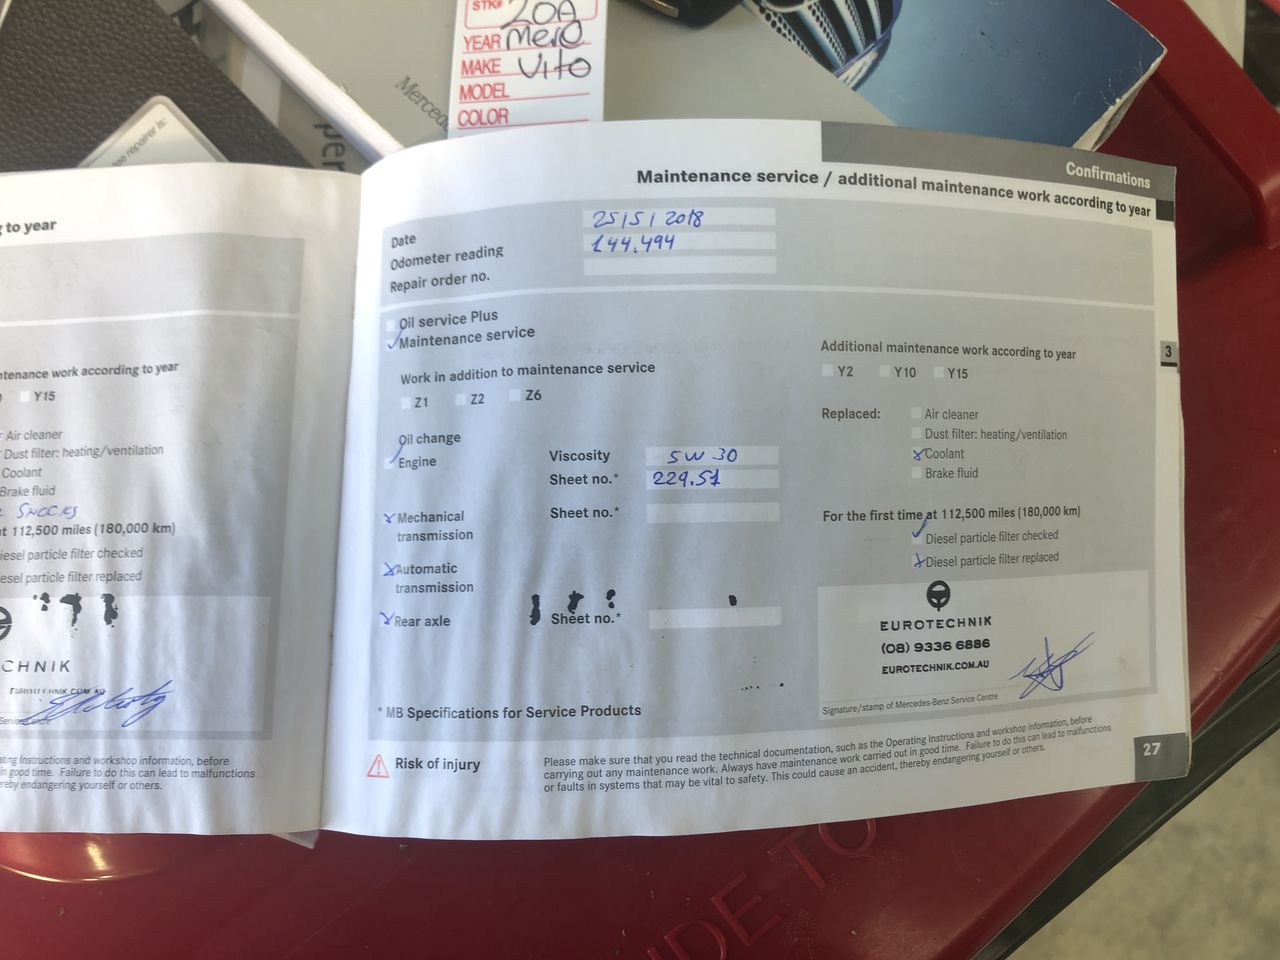 STK# 20A
YEAR Merc
MAKE Vito
MODEL
COLOR
tee repairer is:
per
to year
ntenance work according to year
Y15
Air cleaner
Dust filter: heating/ventilation
Coolant
Brake fluid
at 112,500 miles (180,000 km)
iesel particle filter checked
esel particle filter replaced
CHNIK
ating Instructions and workshop information, before
in good time. Failure to do this can lead to malfunctions
ereby endangering yourself or others.
Confirmations
Maintenance service / additional maintenance work according to year
Date 25/5/2018
Odometer reading 144,494
Repair order no.
Oil service Plus
Maintenance service
Work in addition to maintenance service
Z1 Z2 Z6
Oil change
Engine
Viscosity 5W30
Sheet no.* 229.51
Mechanical transmission
Sheet no.*
Automatic transmission
Rear axle
Sheet no.*
* MB Specifications for Service Products
Additional maintenance work according to year
Y2 Y10 Y15
Replaced:
Air cleaner
Dust filter: heating/ventilation
Coolant
Brake fluid
For the first time at 112,500 miles (180,000 km)
Diesel particle filter checked
Diesel particle filter replaced
EUROTECHNIK
(08) 9336 6886
EUROTECHNIK.COM.AU
Signature/stamp of Mercedes-Benz Service Centre
3
Risk of injury
Please make sure that you read the technical documentation, such as the Operating Instructions and workshop information, before
carrying out any maintenance work. Always have maintenance work carried out in good time. Failure to do this can lead to malfunctions
or faults in systems that may be vital to safety. This could cause an accident, thereby endangering yourself or others.
27
IDE TO